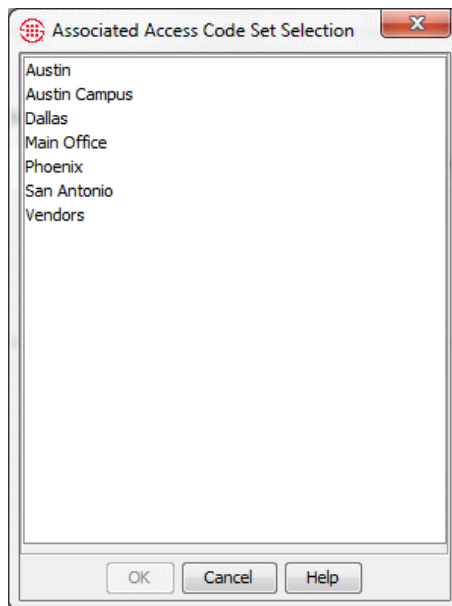 Associated Access Code Set Selection
Austin
Austin Campus
Dallas
Main Office
Phoenix
San Antonio
Vendors
OK Cancel Help